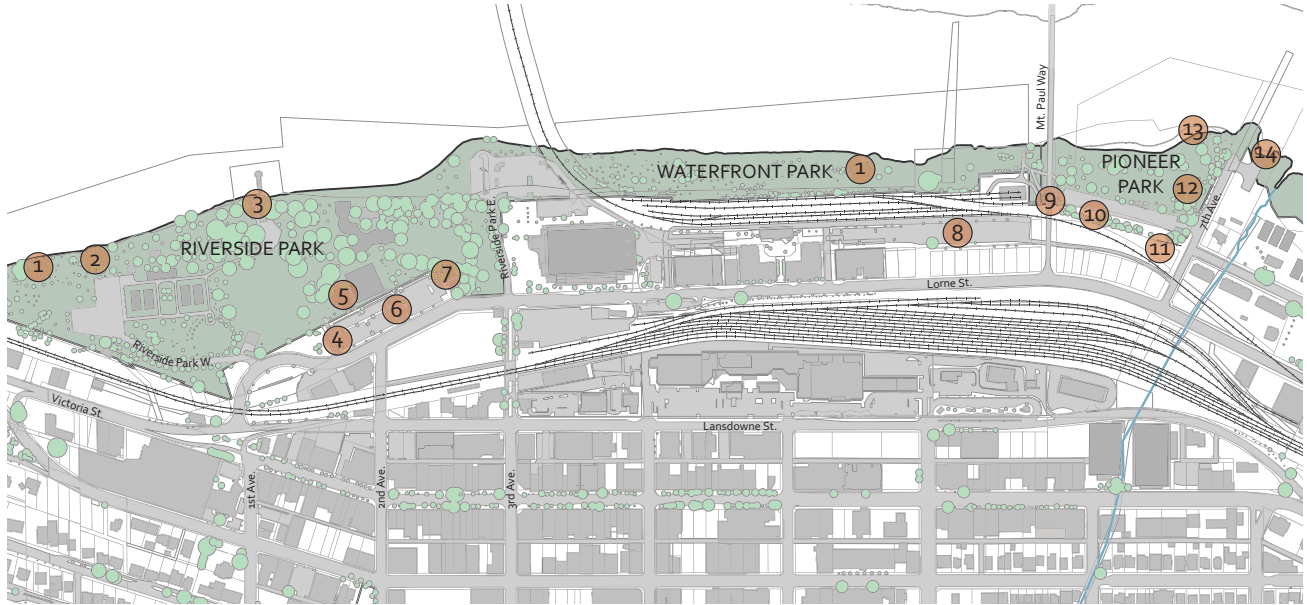 Mt. Paul Way
13
14
PIONEER
PARK
1
WATERFRONT PARK
12
9
10
3
7th Ave.
8
11
Riverside Park E.
RIVERSIDE PARK
1
2
7
Lorne St.
5
6
4
Riverside Park W.
Victoria St.
Lansdowne St.
1st Ave.
2nd Ave.
3rd Ave.